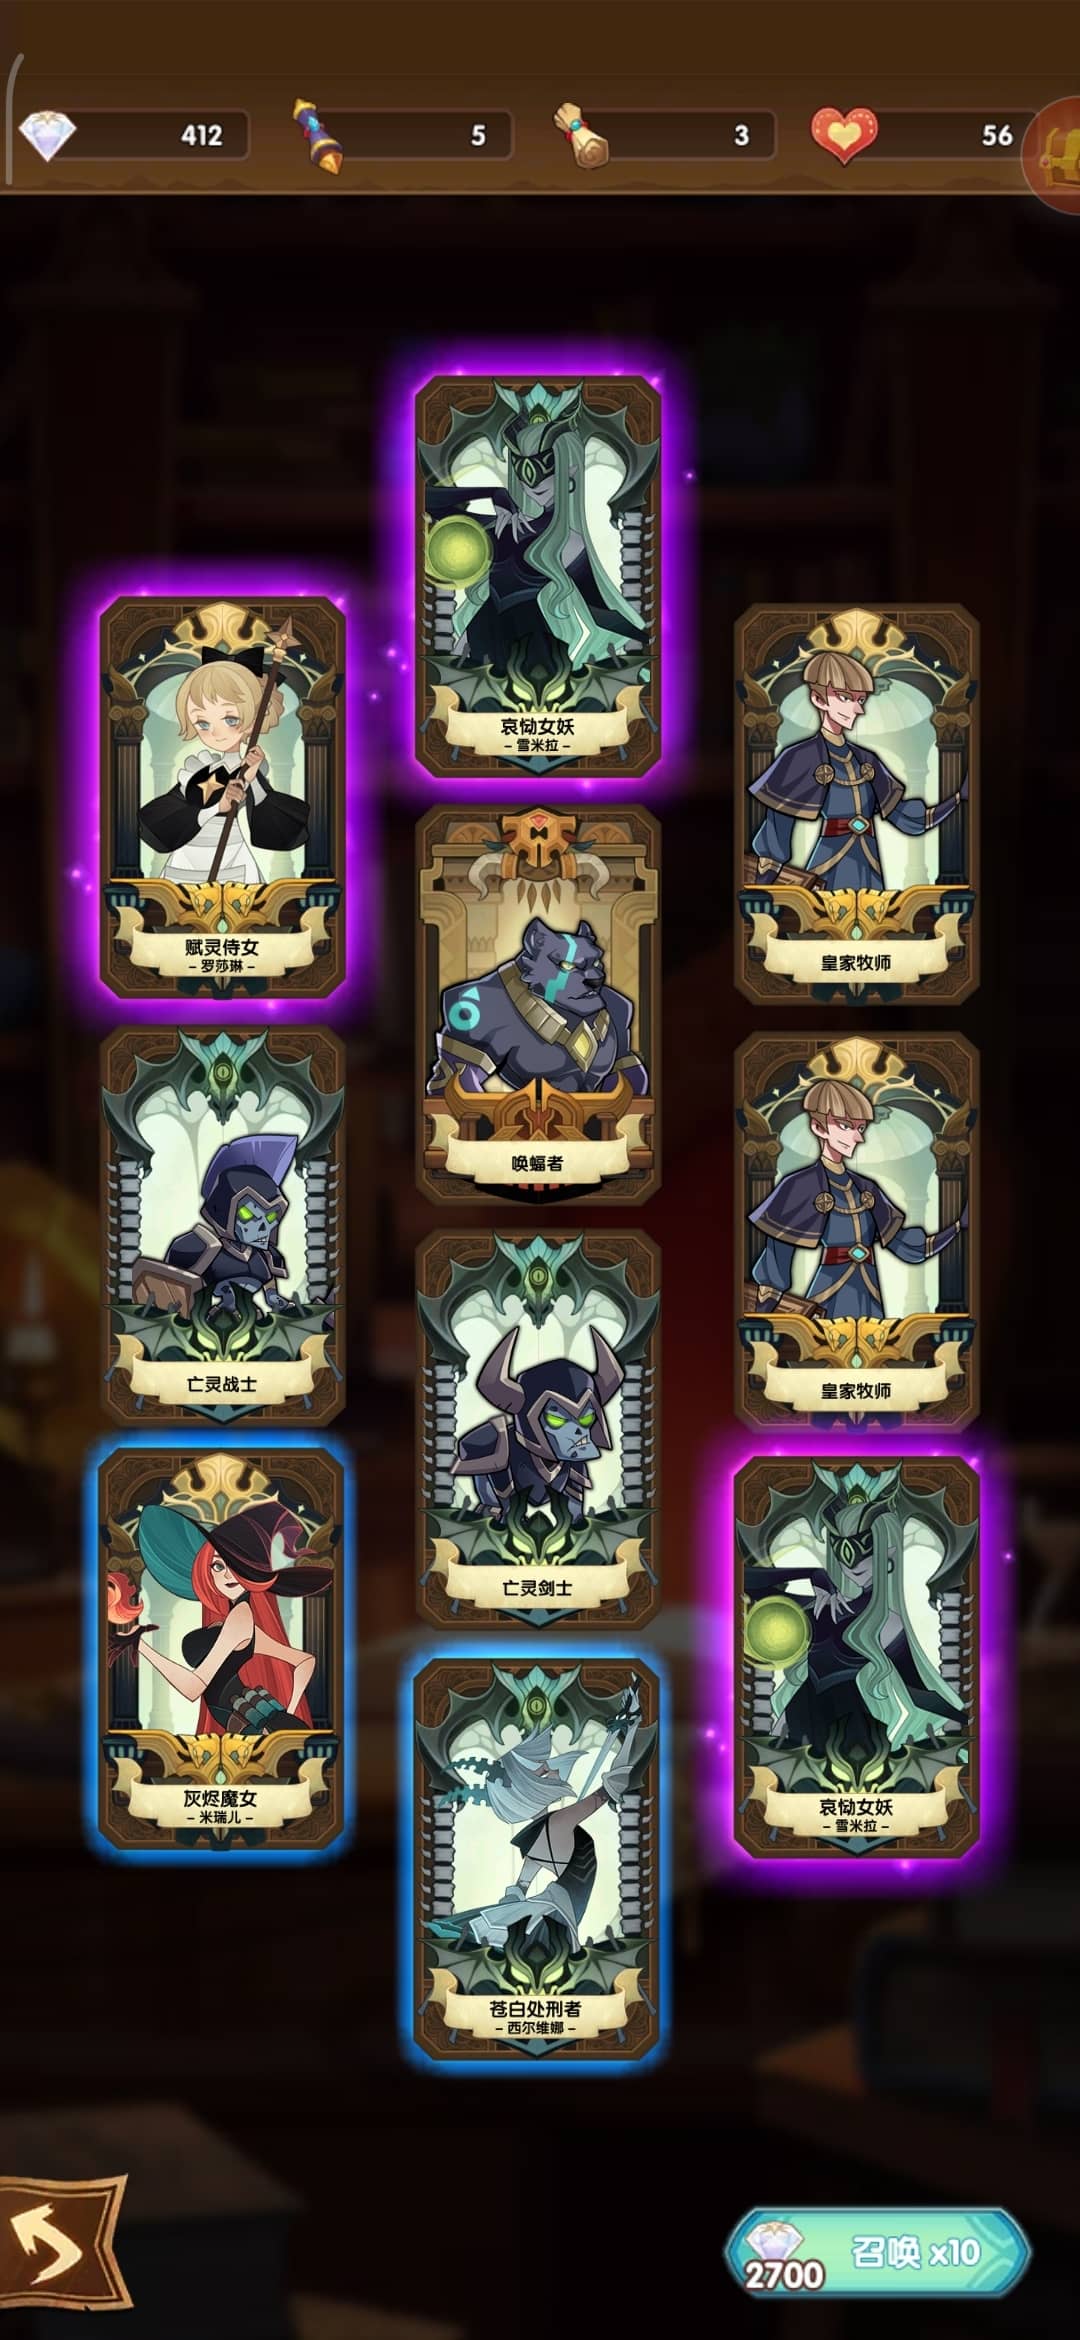 412
5
3
56
哀恸女妖
- 雪米拉 -
赋灵侍女
- 罗莎琳 -
皇家牧师
唤蝠者
亡灵战士
皇家牧师
亡灵剑士
灰烬魔女
- 米瑞儿 -
哀恸女妖
- 雪米拉 -
苍白处刑者
- 西尔维娜 -
2700
召唤 x10